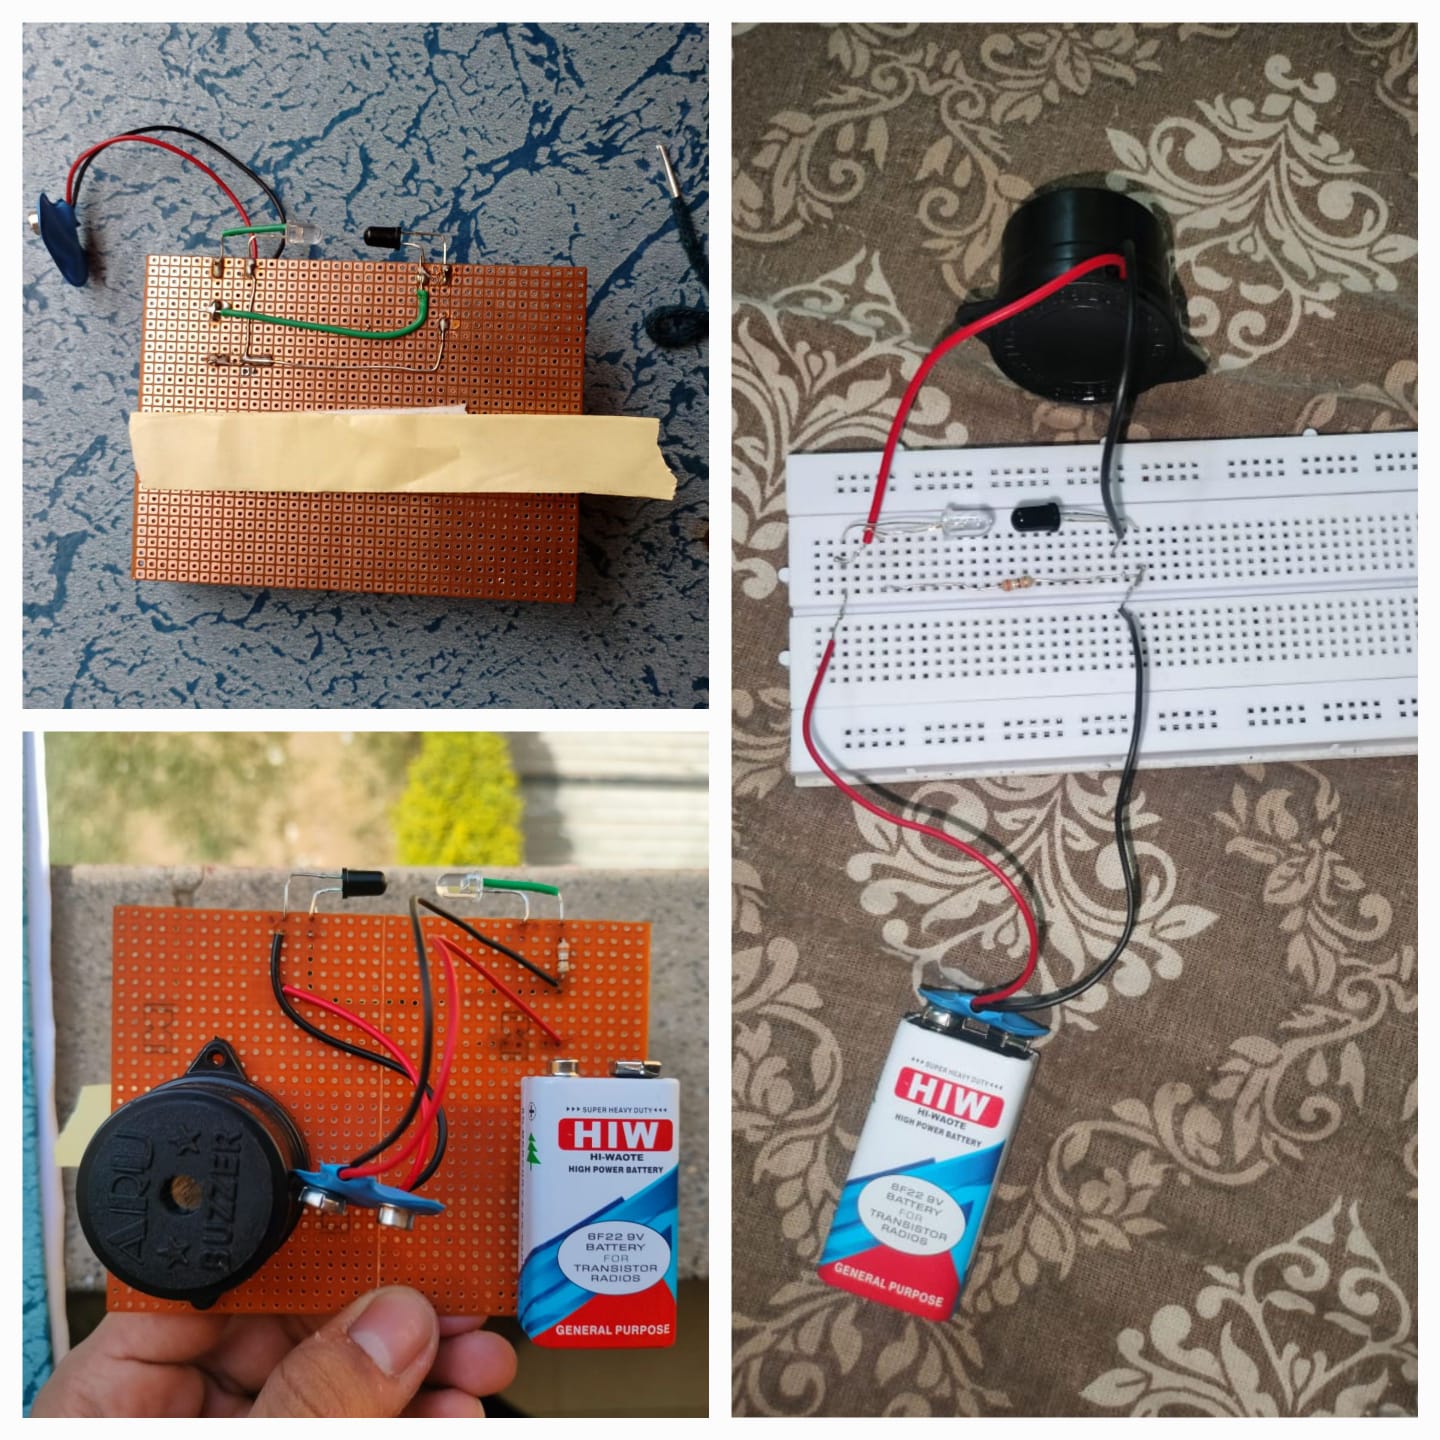 ARU
BUZZER
▸▸▸ SUPER HEAVY DUTY ◂◂◂
HIW
HI-WAOTE
HIGH POWER BATTERY
6F22 9V
BATTERY
FOR
TRANSISTOR
RADIOS
GENERAL PURPOSE
▸▸▸ SUPER HEAVY DUTY ◂◂◂
HIW
HI-WAOTE
HIGH POWER BATTERY
6F22 9V
BATTERY
FOR
TRANSISTOR
RADIOS
GENERAL PURPOSE